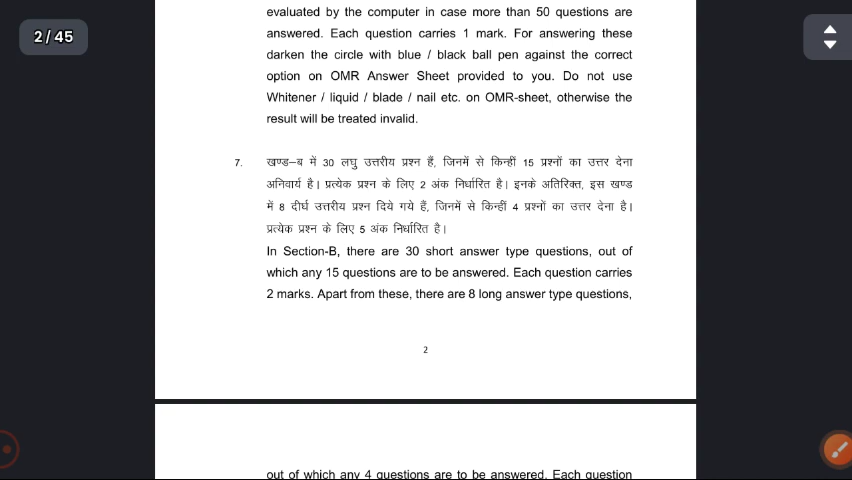 2 / 45
evaluated by the computer in case more than 50 questions are
answered. Each question carries 1 mark. For answering these
darken the circle with blue / black ball pen against the correct
option on OMR Answer Sheet provided to you. Do not use
Whitener / liquid / blade / nail etc. on OMR-sheet, otherwise the
result will be treated invalid.
7. खण्ड–ब में 30 लघु उत्तरीय प्रश्न हैं, जिनमें से किन्हीं 15 प्रश्नों का उत्तर देना
अनिवार्य है। प्रत्येक प्रश्न के लिए 2 अंक निर्धारित है। इनके अतिरिक्त, इस खण्ड
में 8 दीर्घ उत्तरीय प्रश्न दिये गये हैं, जिनमें से किन्हीं 4 प्रश्नों का उत्तर देना है।
प्रत्येक प्रश्न के लिए 5 अंक निर्धारित है।
In Section-B, there are 30 short answer type questions, out of
which any 15 questions are to be answered. Each question carries
2 marks. Apart from these, there are 8 long answer type questions,
2
out of which any 4 questions are to be answered. Each question